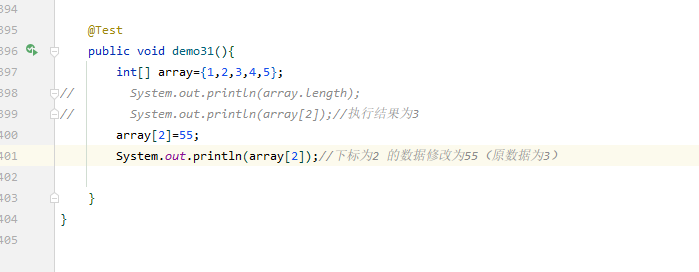 394
395 @Test
396 public void demo31(){
397 int[] array={1,2,3,4,5};
398 // System.out.println(array.length);
399 // System.out.println(array[2]);//执行结果为3
400 array[2]=55;
401 System.out.println(array[2]);//下标为2 的数据修改为55（原数据为3）
402
403 }
404 }
405